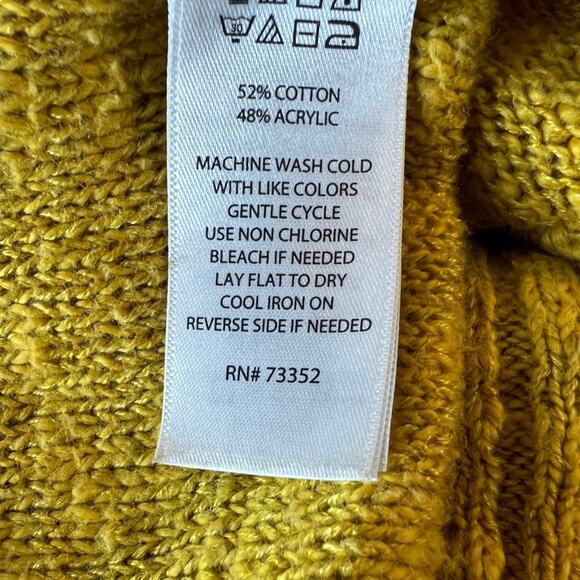 30
52% COTTON
48% ACRYLIC
MACHINE WASH COLD
WITH LIKE COLORS
GENTLE CYCLE
USE NON CHLORINE
BLEACH IF NEEDED
LAY FLAT TO DRY
COOL IRON ON
REVERSE SIDE IF NEEDED
RN# 73352